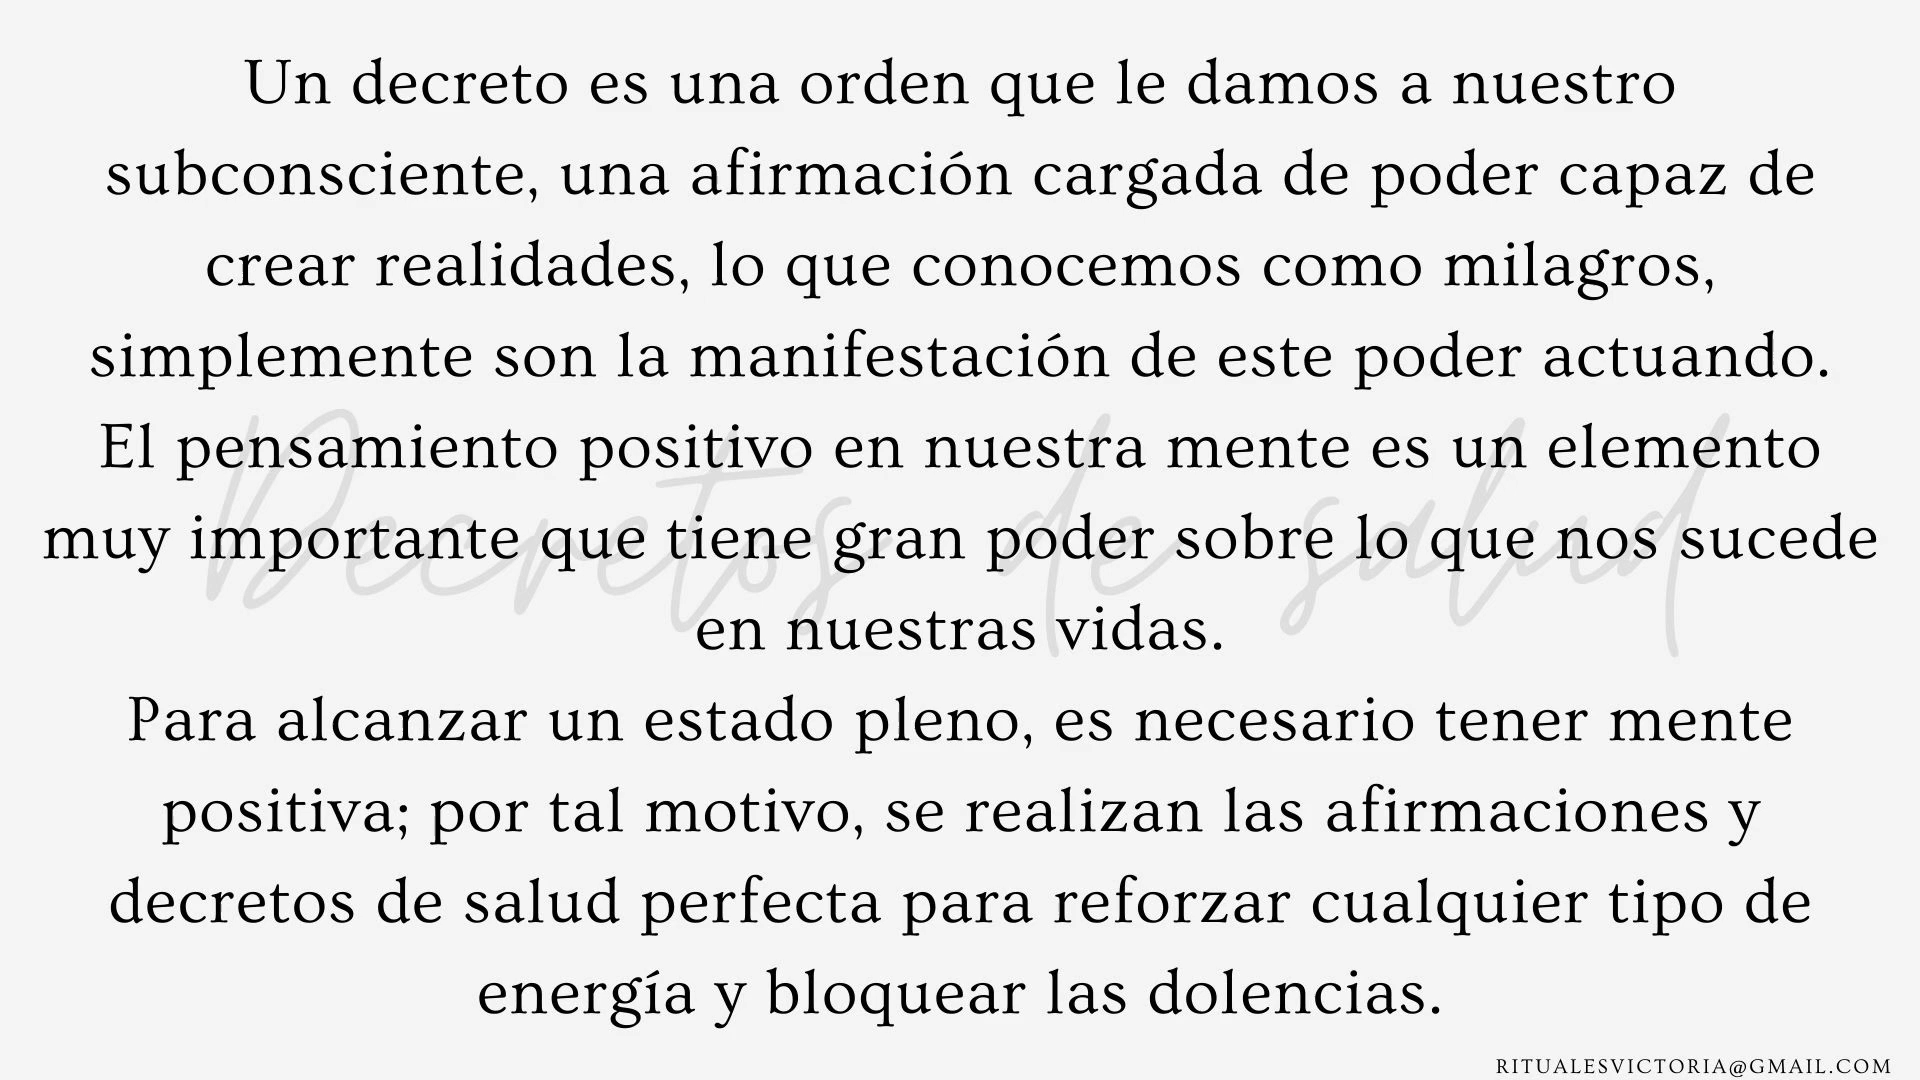 Un decreto es una orden que le damos a nuestro
subconsciente, una afirmación cargada de poder capaz de
crear realidades, lo que conocemos como milagros,
simplemente son la manifestación de este poder actuando.
El pensamiento positivo en nuestra mente es un elemento
muy importante que tiene gran poder sobre lo que nos sucede
en nuestras vidas.
Para alcanzar un estado pleno, es necesario tener mente
positiva; por tal motivo, se realizan las afirmaciones y
decretos de salud perfecta para reforzar cualquier tipo de
energía y bloquear las dolencias.
Decretos de salud
RITUALESVICTORIA@GMAIL.COM